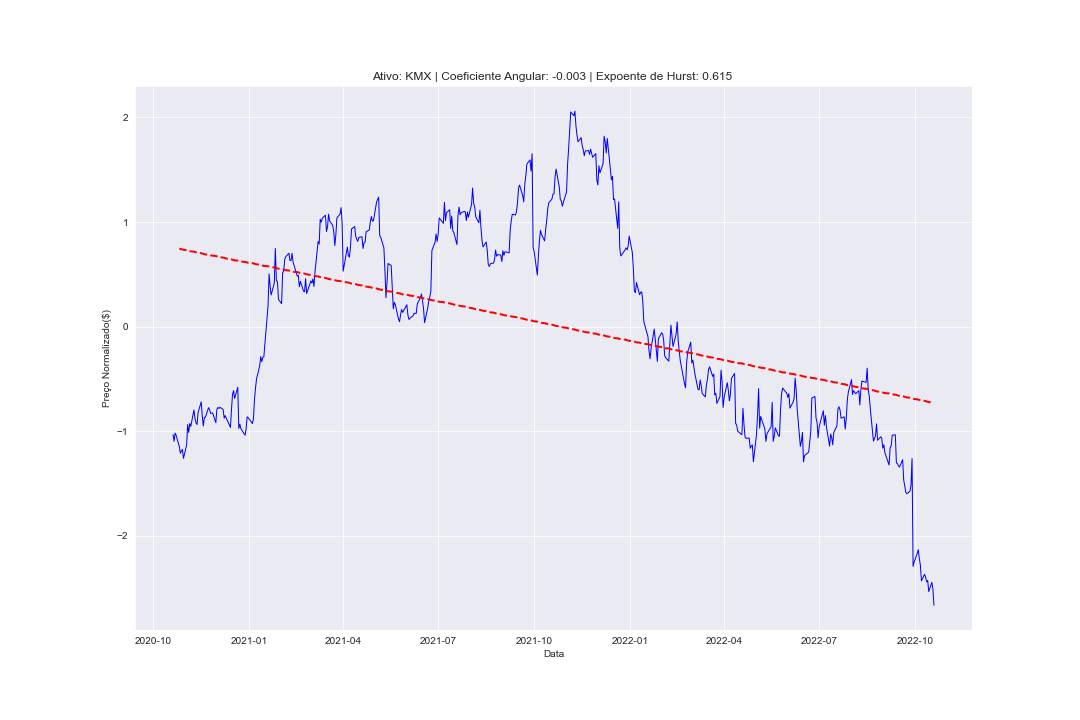 Ativo: KMX | Coeficiente Angular: -0.003 | Expoente de Hurst: 0.615
Preço Normalizado($)
2
1
0
−1
−2
2020-10 2021-01 2021-04 2021-07 2021-10 2022-01 2022-04 2022-07 2022-10
Data